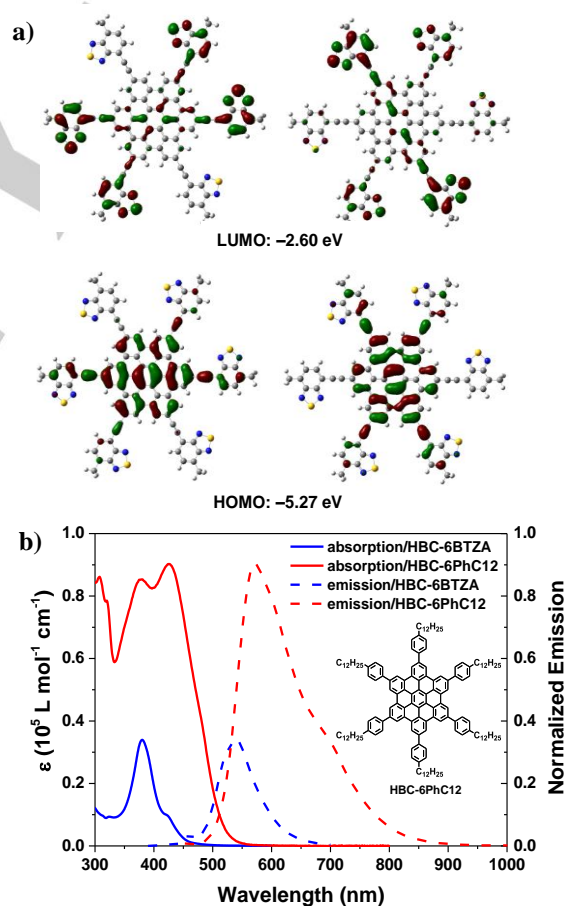 a)
LUMO: –2.60 eV
HOMO: –5.27 eV
b)
1.0
0.8
0.6
0.4
0.2
0.0
ε (10⁵ L mol⁻¹ cm⁻¹)
absorption/HBC-6BTZA
absorption/HBC-6PhC12
emission/HBC-6BTZA
emission/HBC-6PhC12
C₁₂H₂₅
C₁₂H₂₅
C₁₂H₂₅
C₁₂H₂₅
C₁₂H₂₅
C₁₂H₂₅
HBC-6PhC12
1.0
0.8
0.6
0.4
0.2
0.0
Normalized Emission
300 400 500 600 700 800 900 1000
Wavelength (nm)